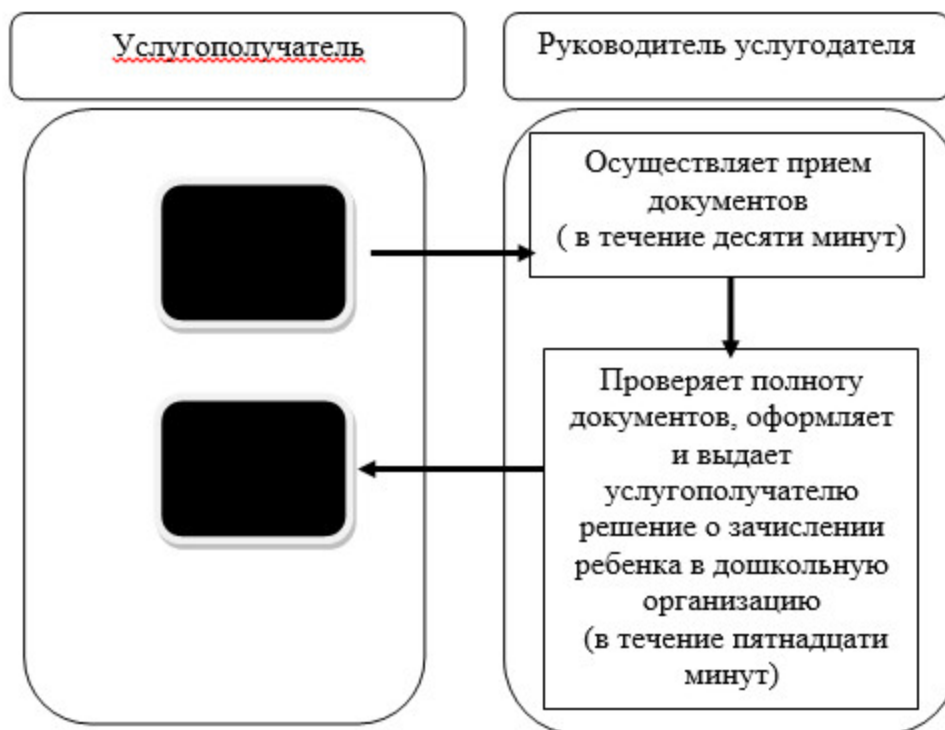 Услугополучатель
Руководитель услугодателя
Осуществляет прием
документов
( в течение десяти минут)
Проверяет полноту
документов, оформляет
и выдает
услугополучателю
решение о зачислении
ребенка в дошкольную
организацию
(в течение пятнадцати
минут)